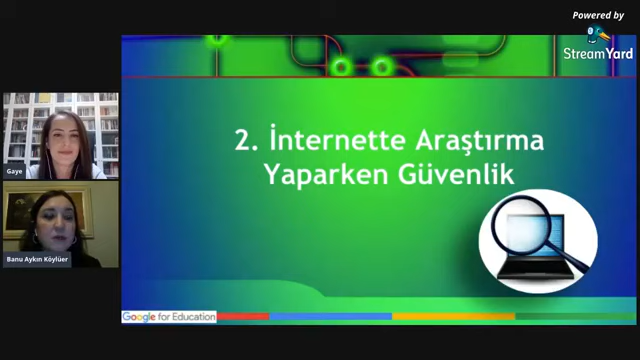 Powered by
StreamYard
2. İnternette Araştırma
Yaparken Güvenlik
Gaye
Banu Aykın Köylüer
Google for Education